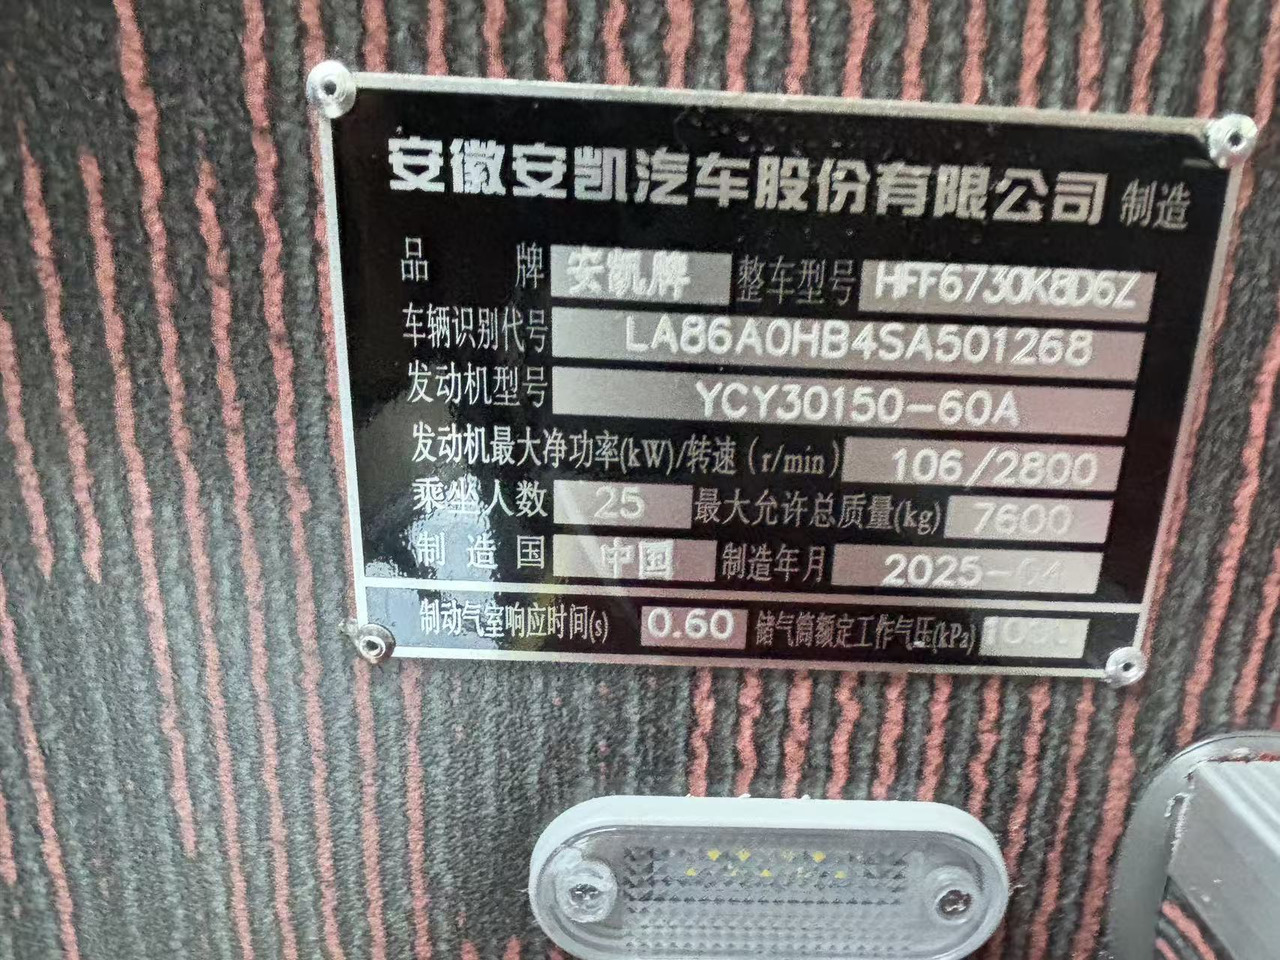 安徽安凯汽车股份有限公司 制造
品牌 安凯牌 整车型号 HFF6730K8D6Z
车辆识别代号 LA86A0HB4SA501268
发动机型号 YCY30150-60A
发动机最大净功率(kW)/转速(r/min) 106/2800
乘坐人数 25 最大允许总质量(kg) 7600
制造国 中国 制造年月 2025-
制动气室响应时间(s) 0.60 储气筒额定工作气压(kPa)